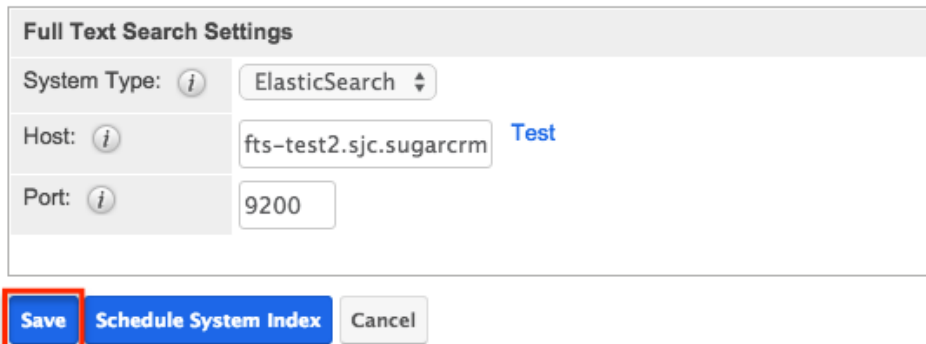 Full Text Search Settings
System Type: i ElasticSearch
Host: i fts-test2.sjc.sugarcrm Test
Port: i 9200
Save Schedule System Index Cancel